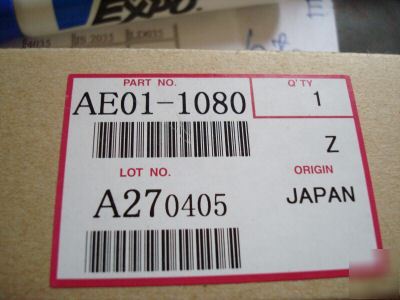 EXPO
PART NO.
Q'TY
AE01-1080
1
Z
LOT NO.
ORIGIN
A270405
JAPAN